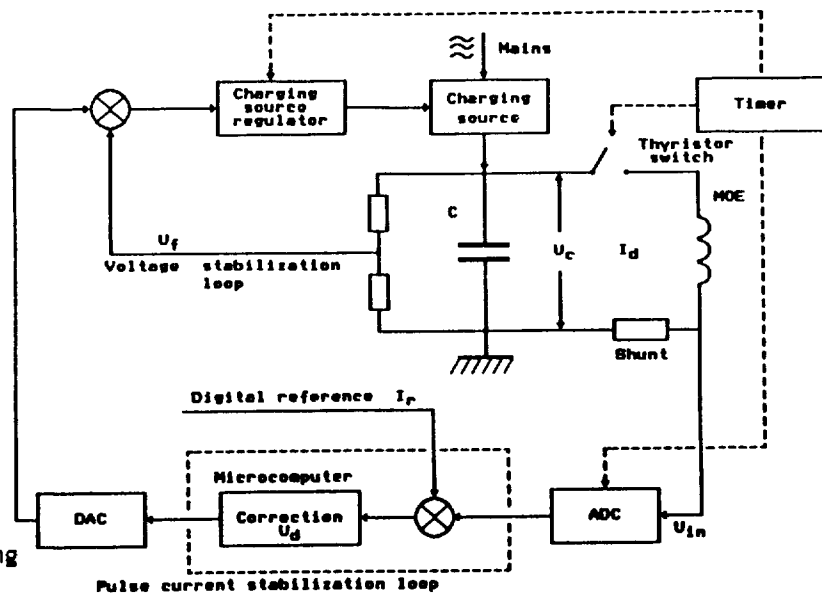 Mains
Charging
source
regulator
Charging
source
Timer
Thyristor
switch
MOE
C
U_c
I_d
U_f
Voltage stabilization
loop
Shunt
Digital reference I_r
Microcomputer
DAC
Correction
U_d
ADC
U_in
ng
Pulse current stabilization loop